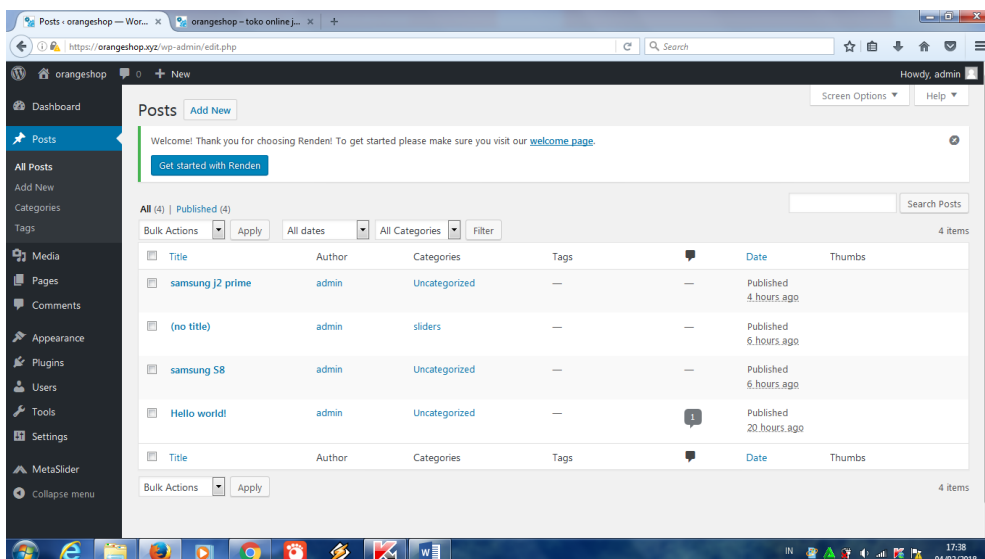 Posts ‹ orangeshop — Wor... ×
orangeshop – toko online j... ×
https://orangeshop.xyz/wp-admin/edit.php
Search
orangeshop 0 + New
Howdy, admin
Dashboard
Posts
All Posts
Add New
Categories
Tags
Media
Pages
Comments
Appearance
Plugins
Users
Tools
Settings
MetaSlider
Collapse menu
Screen Options ▼ Help ▼
Posts Add New
Welcome! Thank you for choosing Renden! To get started please make sure you visit our welcome page.
Get started with Renden
All (4) | Published (4)
Search Posts
Bulk Actions Apply All dates All Categories Filter 4 items
Title Author Categories Tags Date Thumbs
samsung j2 prime admin Uncategorized — — Published
4 hours ago
(no title) admin sliders — — Published
6 hours ago
samsung S8 admin Uncategorized — — Published
6 hours ago
Hello world! admin Uncategorized — 1 Published
20 hours ago
Title Author Categories Tags Date Thumbs
Bulk Actions Apply 4 items
IN 17:38
04/02/2018